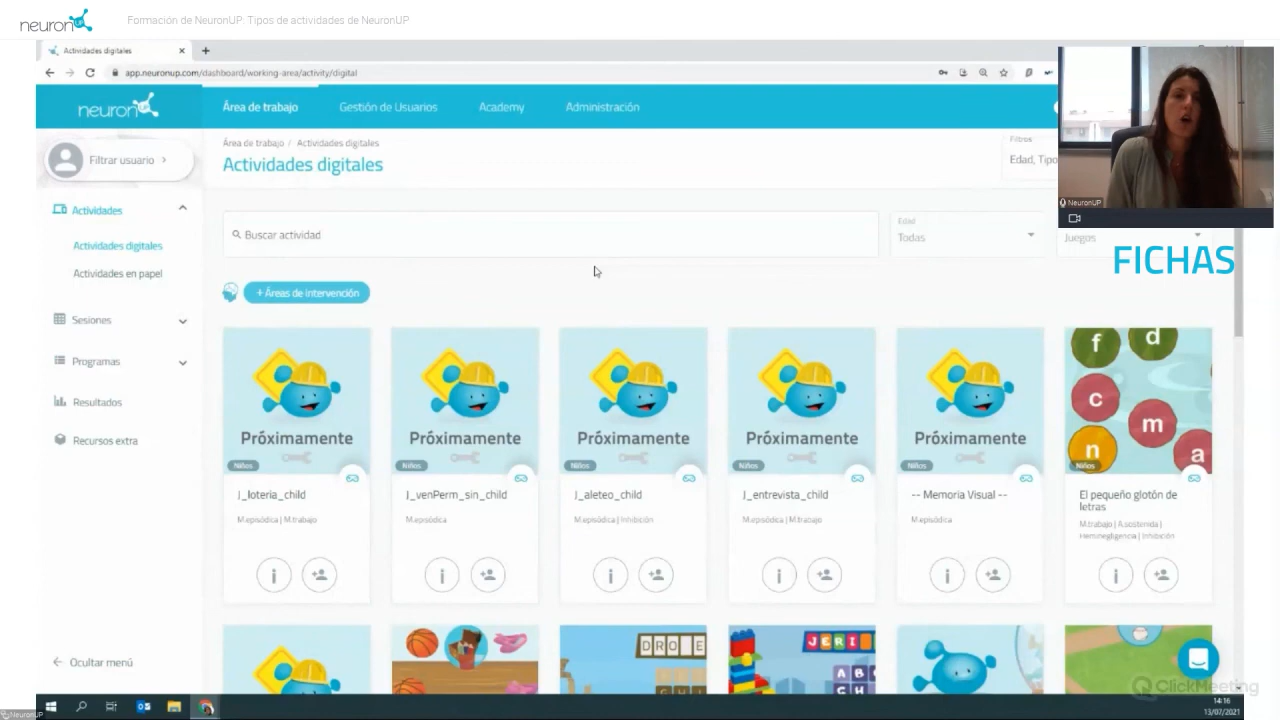 neuronUP
Formación de NeuronUP: Tipos de actividades de NeuronUP
Actividades digitales
app.neuronup.com/dashboard/working-area/activity/digital
neuronUP
Área de trabajo
Gestión de Usuarios
Academy
Administración
Filtrar usuario
Área de trabajo / Actividades digitales
Actividades digitales
Filtros
Edad, Tipo
NeuronUP
FICHAS
Actividades
Actividades digitales
Actividades en papel
Sesiones
Programas
Resultados
Recursos extra
Ocultar menú
Buscar actividad
Edad
Todas
Juegos
+ Áreas de intervención
Próximamente
Niños
J_loteria_child
M.episódica | M.trabajo
Próximamente
Niños
J_venPerm_sin_child
M.episódica
Próximamente
Niños
J_aleteo_child
M.episódica | Inhibición
Próximamente
Niños
J_entrevista_child
M.episódica | M.trabajo
Próximamente
Niños
-- Memoria Visual --
M.episódica
f d
c
m
n
a
Niños
El pequeño glotón de
letras
M.trabajo | A.sostenida |
Heminegligencia | Inhibición
DRO E
JERI
A B
G H
ClickMeeting
NeuronUP
14:16
13/07/2021